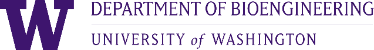 W
DEPARTMENT OF BIOENGINEERING
UNIVERSITY of WASHINGTON